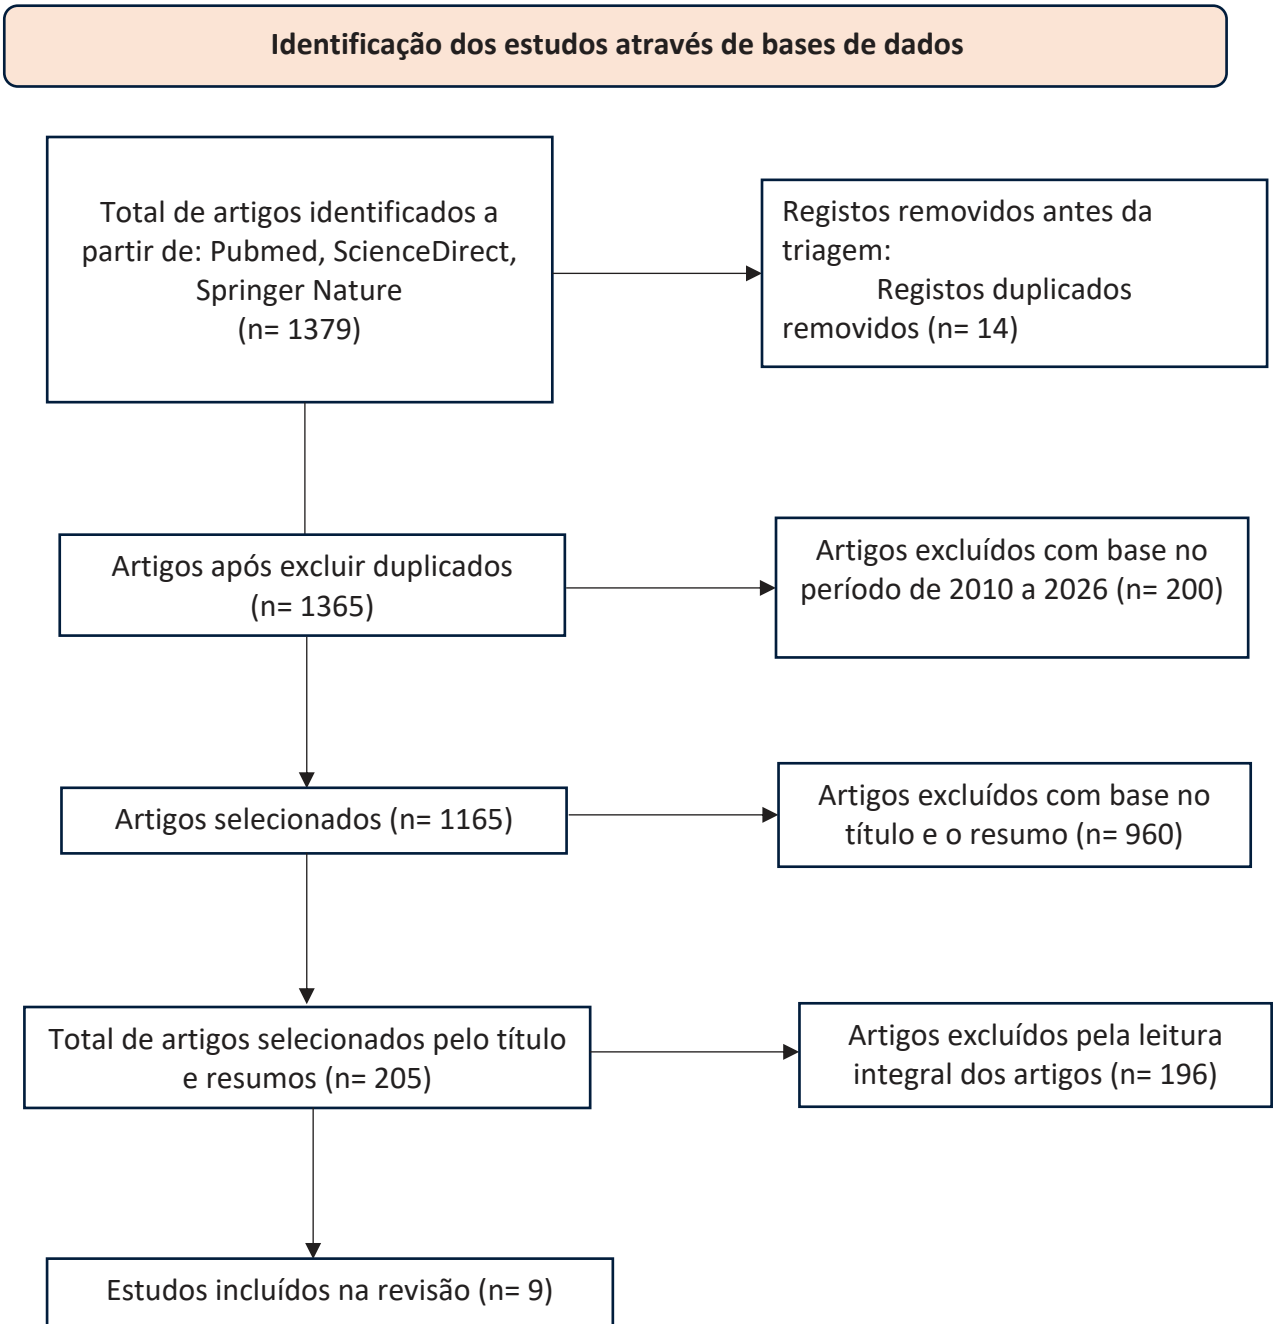 Identificação dos estudos através de bases de dados
Total de artigos identificados a
partir de: Pubmed, ScienceDirect,
Springer Nature
(n= 1379)
Registos removidos antes da
triagem:
Registos duplicados
removidos (n= 14)
Artigos após excluir duplicados
(n= 1365)
Artigos excluídos com base no
período de 2010 a 2026 (n= 200)
Artigos selecionados (n= 1165)
Artigos excluídos com base no
título e o resumo (n= 960)
Total de artigos selecionados pelo título
e resumos (n= 205)
Artigos excluídos pela leitura
integral dos artigos (n= 196)
Estudos incluídos na revisão (n= 9)